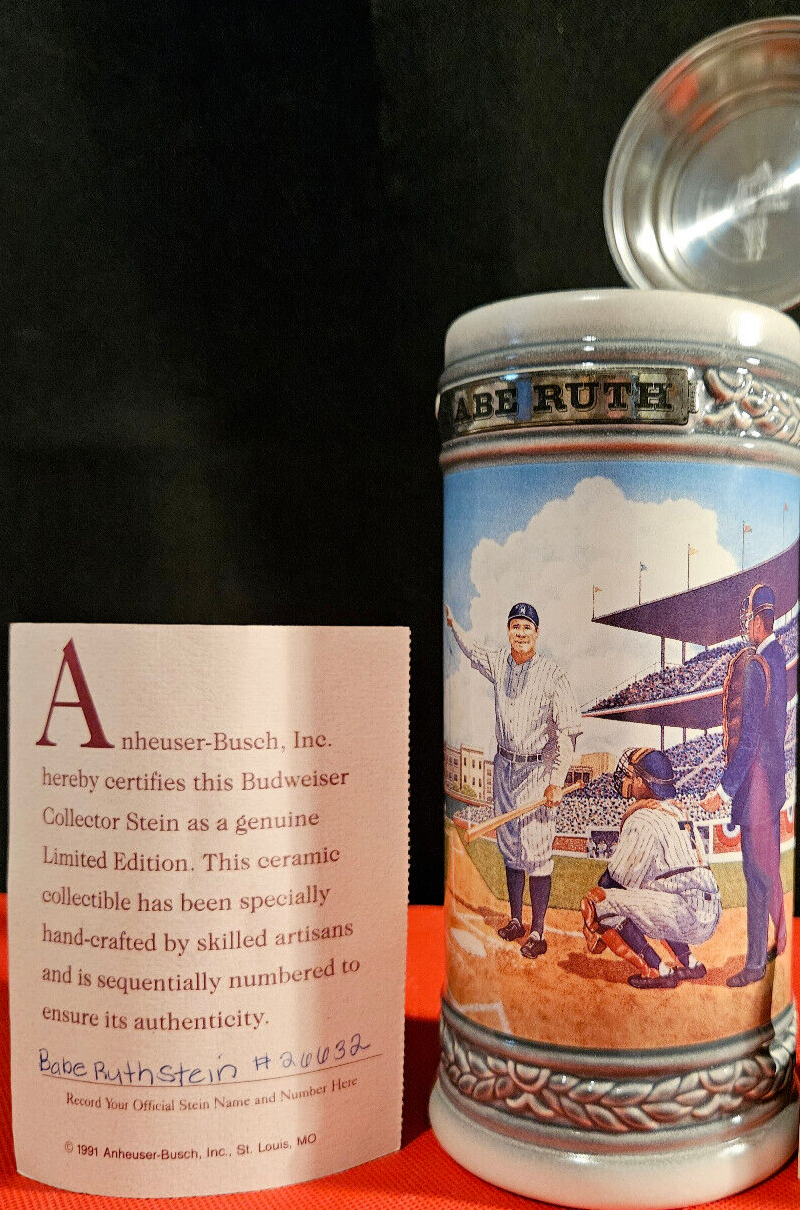 ABE RUTH
Anheuser-Busch, Inc.
hereby certifies this Budweiser
Collector Stein as a genuine
Limited Edition. This ceramic
collectible has been specially
hand-crafted by skilled artisans
and is sequentially numbered to
ensure its authenticity.
Babe Ruth Stein # 26632
Record Your Official Stein Name and Number Here
© 1991 Anheuser-Busch, Inc., St. Louis, MO